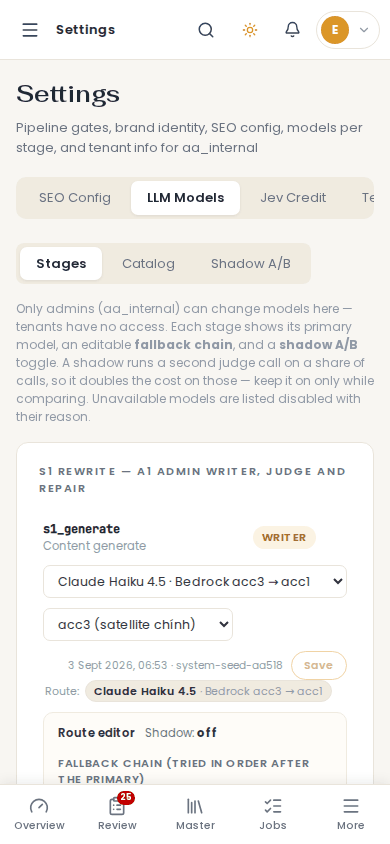 Settings
E
Settings
Pipeline gates, brand identity, SEO config, models per
stage, and tenant info for aa_internal
SEO Config LLM Models Jev Credit Te
Stages Catalog Shadow A/B
Only admins (aa_internal) can change models here —
tenants have no access. Each stage shows its primary
model, an editable fallback chain, and a shadow A/B
toggle. A shadow runs a second judge call on a share of
calls, so it doubles the cost on those — keep it on only while
comparing. Unavailable models are listed disabled with
their reason.
S1 REWRITE — A1 ADMIN WRITER, JUDGE AND
REPAIR
s1_generate
Content generate
WRITER
Claude Haiku 4.5 · Bedrock acc3 → acc1
acc3 (satellite chính)
3 Sept 2026, 06:53 · system-seed-aa518 Save
Route: Claude Haiku 4.5 · Bedrock acc3 → acc1
Route editor Shadow: off
FALLBACK CHAIN (TRIED IN ORDER AFTER
THE PRIMARY)
25
Overview Review Master Jobs More